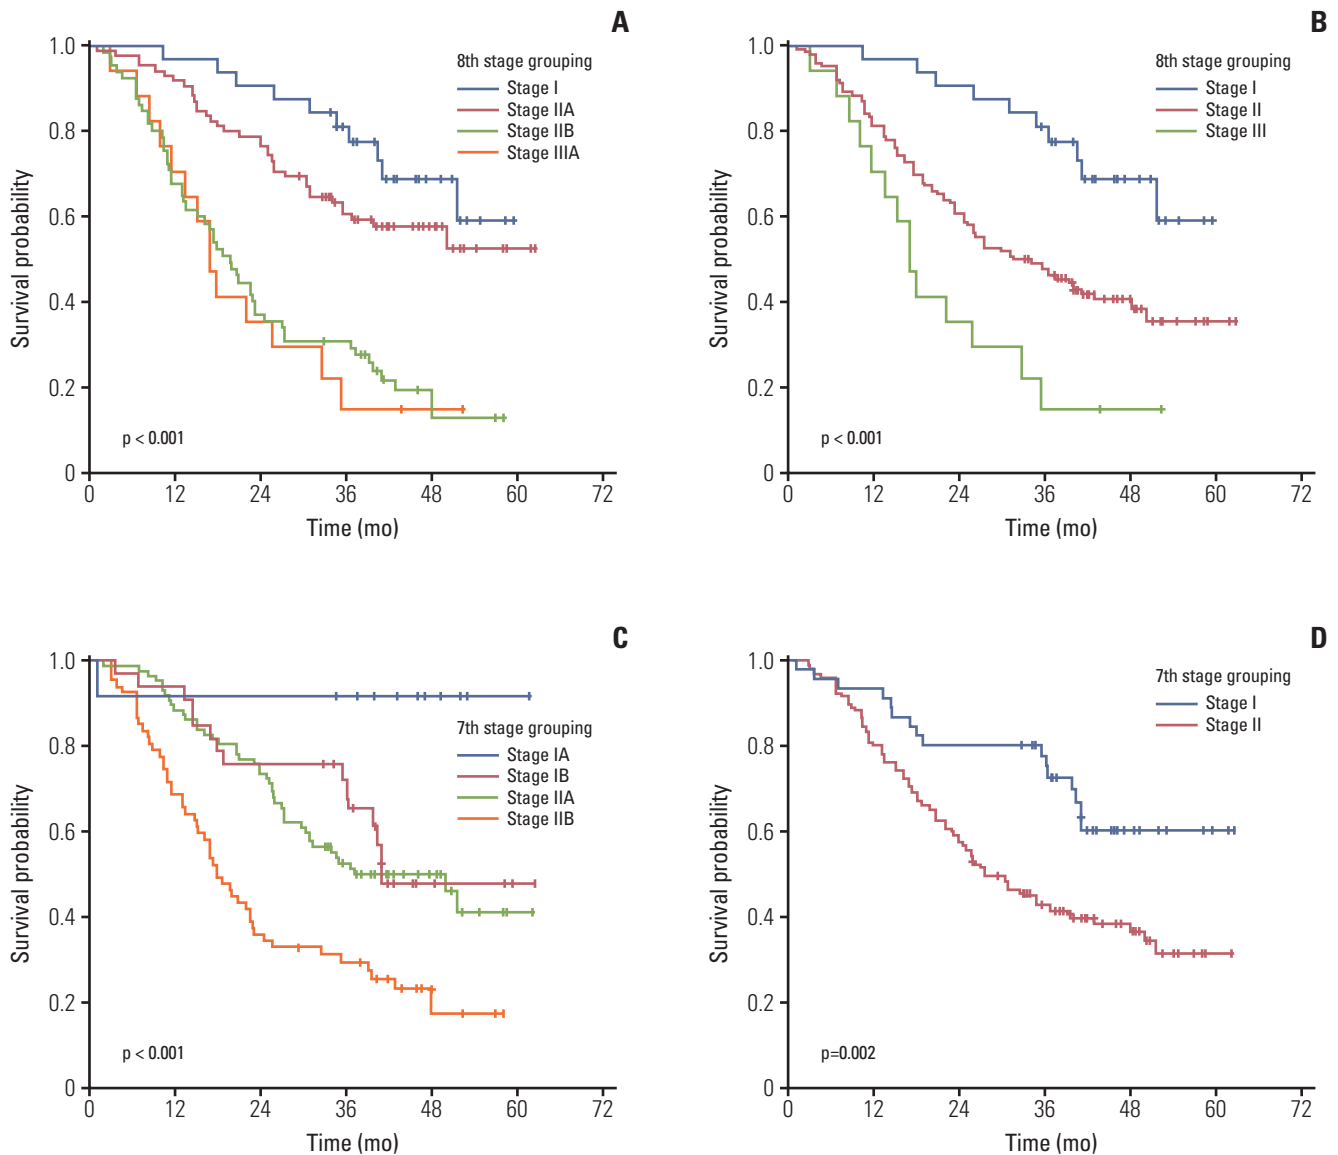 A
8th stage grouping
Stage I
Stage IIA
Stage IIB
Stage IIIA
Survival probability
1.0
0.8
0.6
0.4
0.2
0
p < 0.001
0 12 24 36 48 60 72
Time (mo)
B
8th stage grouping
Stage I
Stage II
Stage III
Survival probability
1.0
0.8
0.6
0.4
0.2
0
p < 0.001
0 12 24 36 48 60 72
Time (mo)
C
7th stage grouping
Stage IA
Stage IB
Stage IIA
Stage IIB
Survival probability
1.0
0.8
0.6
0.4
0.2
0
p < 0.001
0 12 24 36 48 60 72
Time (mo)
D
7th stage grouping
Stage I
Stage II
Survival probability
1.0
0.8
0.6
0.4
0.2
0
p=0.002
0 12 24 36 48 60 72
Time (mo)